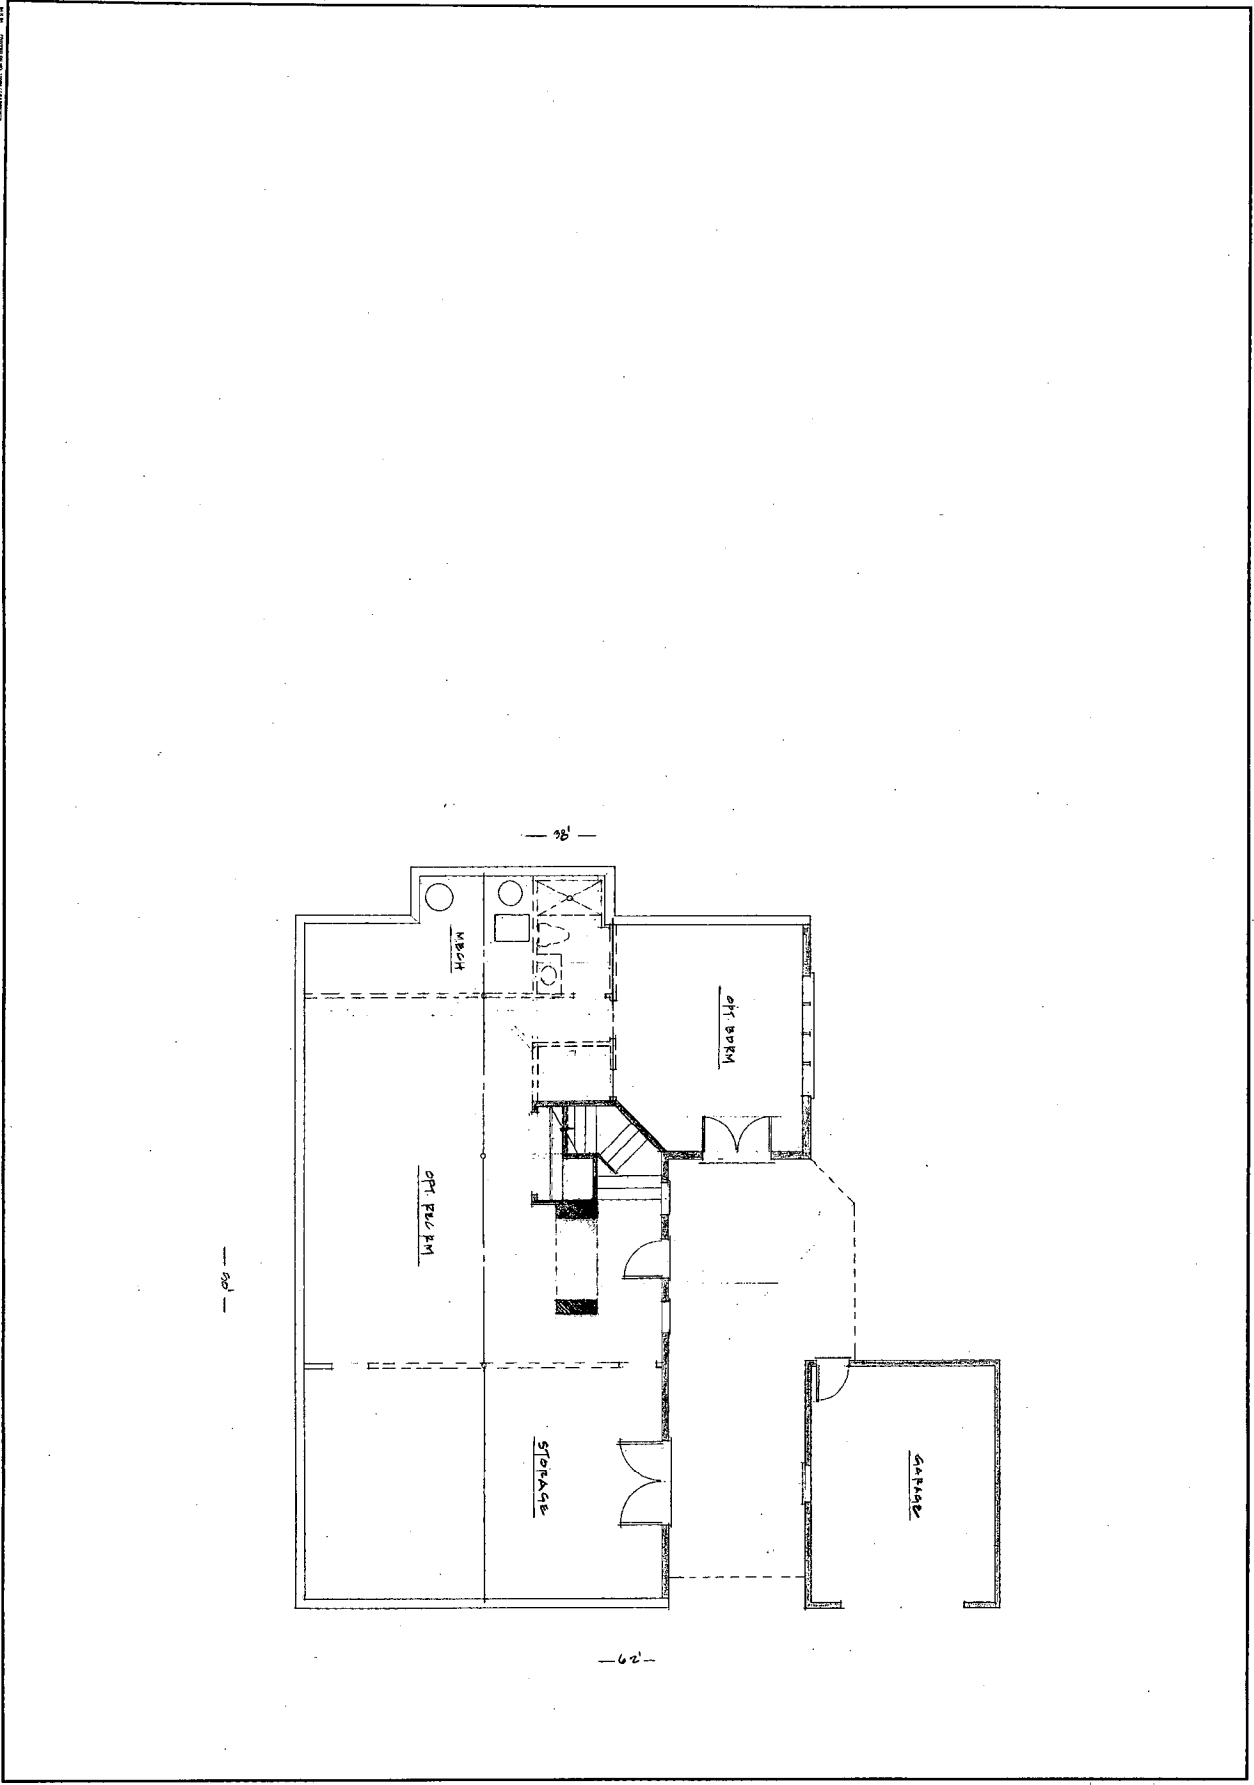 38'
MECH
OPT. BDRM
OPT. REC RM
60'
STORAGE
GARAGE
62'